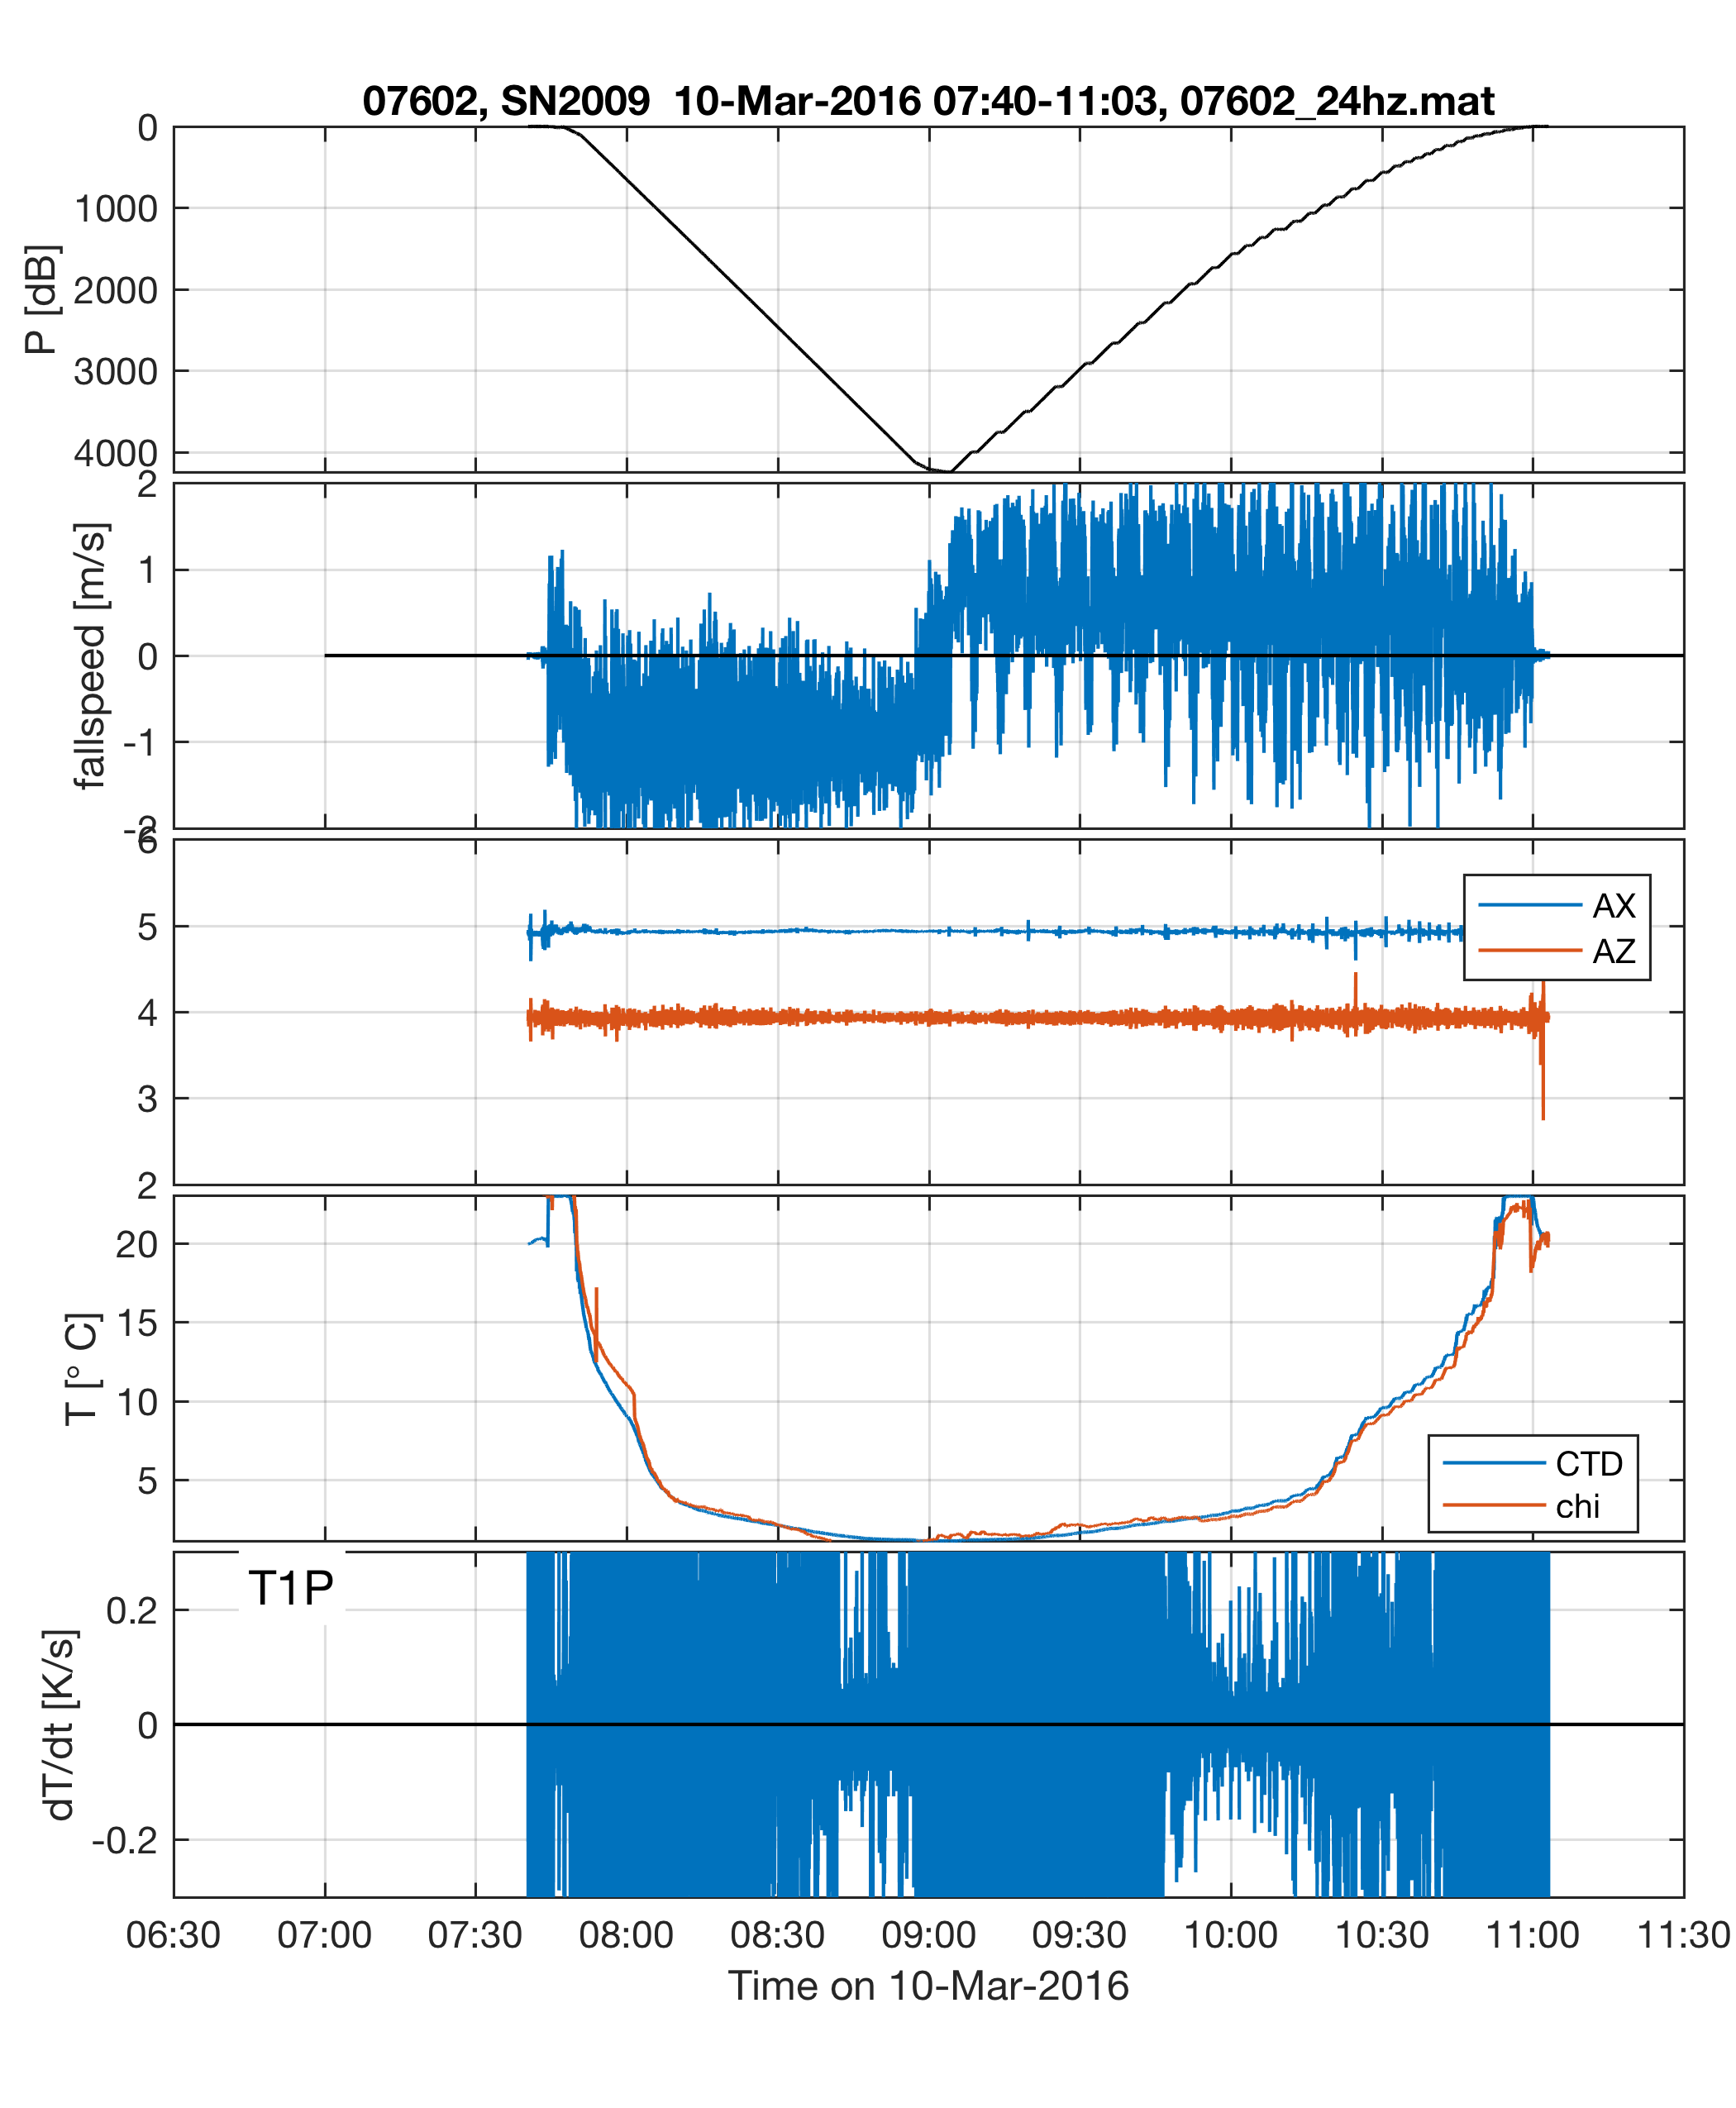 07602, SN2009  10-Mar-2016 07:40-11:03, 07602_24hz.mat
0
1000
2000
3000
4000
P [dB]
2
1
0
-1
-2
fallspeed [m/s]
6
5
4
3
2
AX
AZ
20
15
10
5
T [° C]
CTD
chi
T1P
0.2
0
-0.2
dT/dt [K/s]
06:30 07:00 07:30 08:00 08:30 09:00 09:30 10:00 10:30 11:00 11:30
Time on 10-Mar-2016